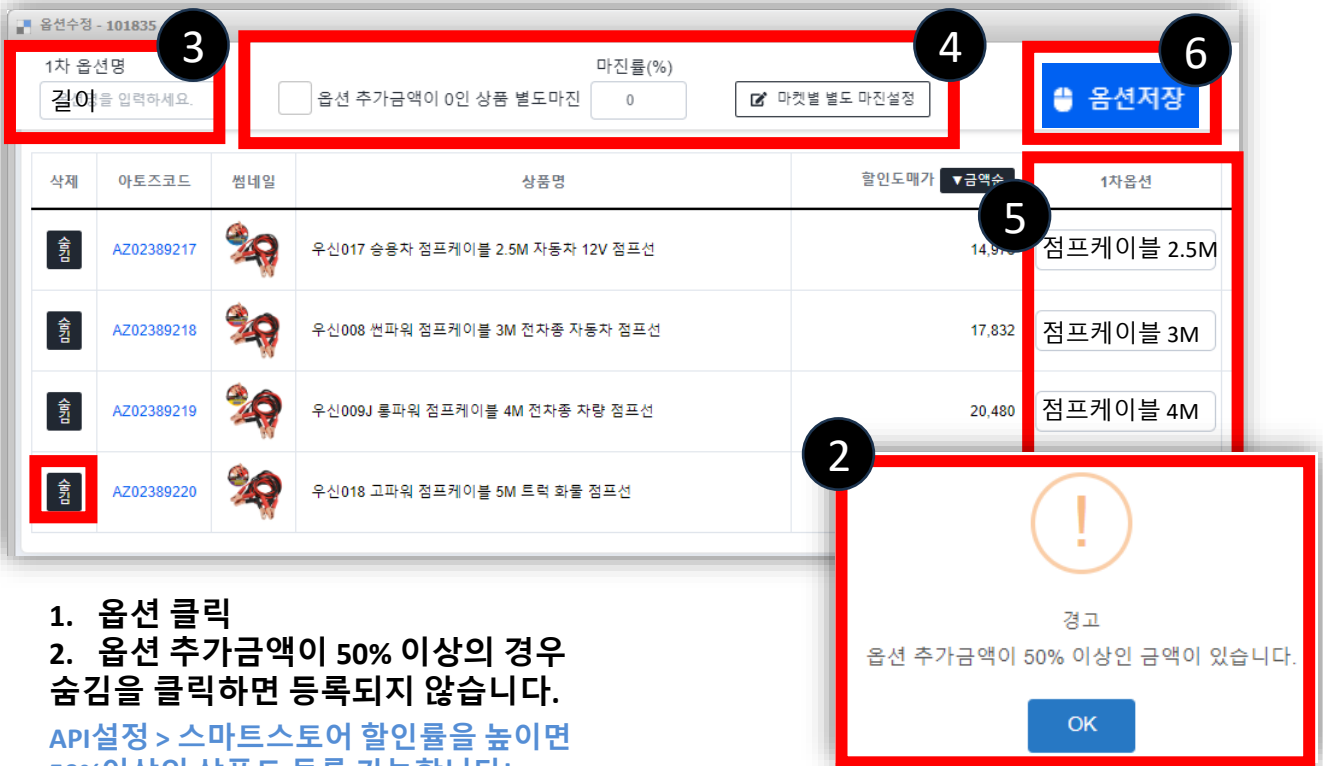 옵션수정 - 101835
3
4
6
1차 옵션명
마진률(%)
길이 을 입력하세요.
옵션 추가금액이 0인 상품 별도마진
0
마켓별 별도 마진설정
옵션저장
삭제
아토즈코드
썸네일
상품명
할인도매가
▼금액순
1차옵션
5
숨김
AZ02389217
우신017 승용차 점프케이블 2.5M 자동차 12V 점프선
점프케이블 2.5M
숨김
AZ02389218
우신008 썬파워 점프케이블 3M 전차종 자동차 점프선
17,832
점프케이블 3M
숨김
AZ02389219
우신009J 롱파워 점프케이블 4M 전차종 차량 점프선
20,480
점프케이블 4M
2
숨김
AZ02389220
우신018 고파워 점프케이블 5M 트럭 화물 점프선
!
경고
옵션 추가금액이 50% 이상인 금액이 있습니다.
OK
1. 옵션 클릭
2. 옵션 추가금액이 50% 이상의 경우
숨김을 클릭하면 등록되지 않습니다.
API설정 > 스마트스토어 할인률을 높이면